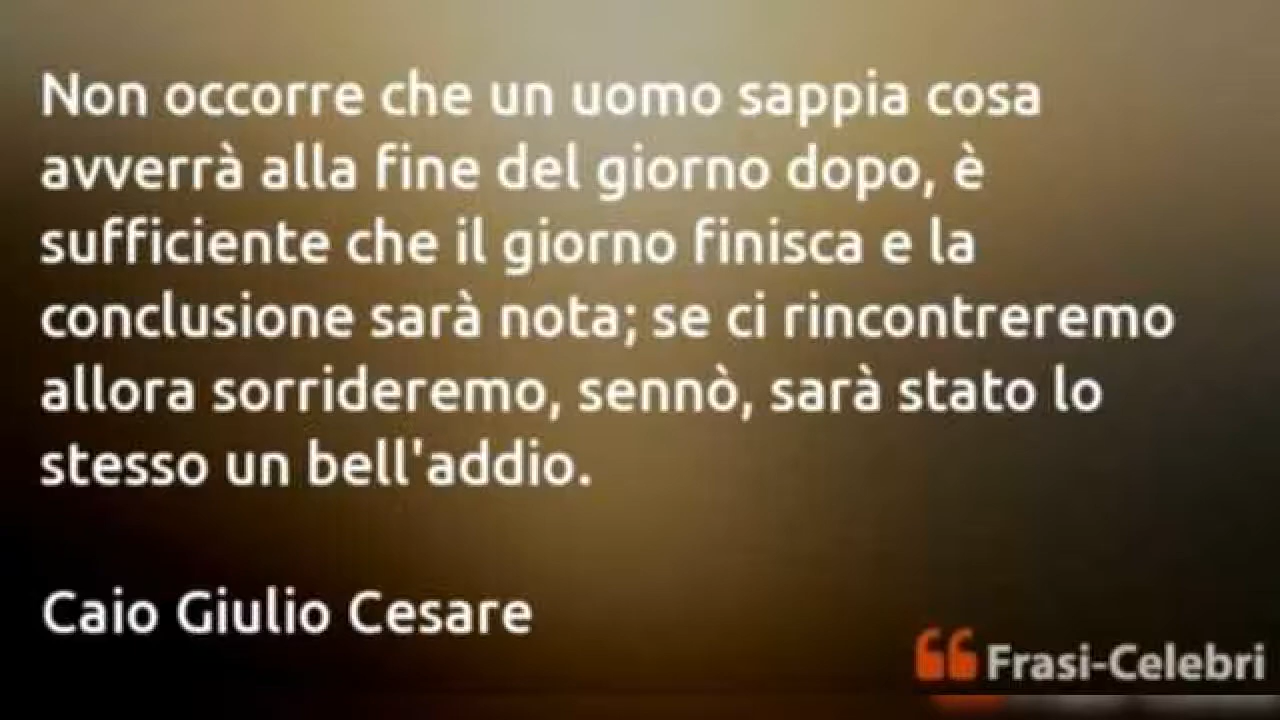 Non occorre che un uomo sappia cosa
avverrà alla fine del giorno dopo, è
sufficiente che il giorno finisca e la
conclusione sarà nota; se ci rincontreremo
allora sorrideremo, sennò, sarà stato lo
stesso un bell'addio.
Caio Giulio Cesare
Frasi-Celebri